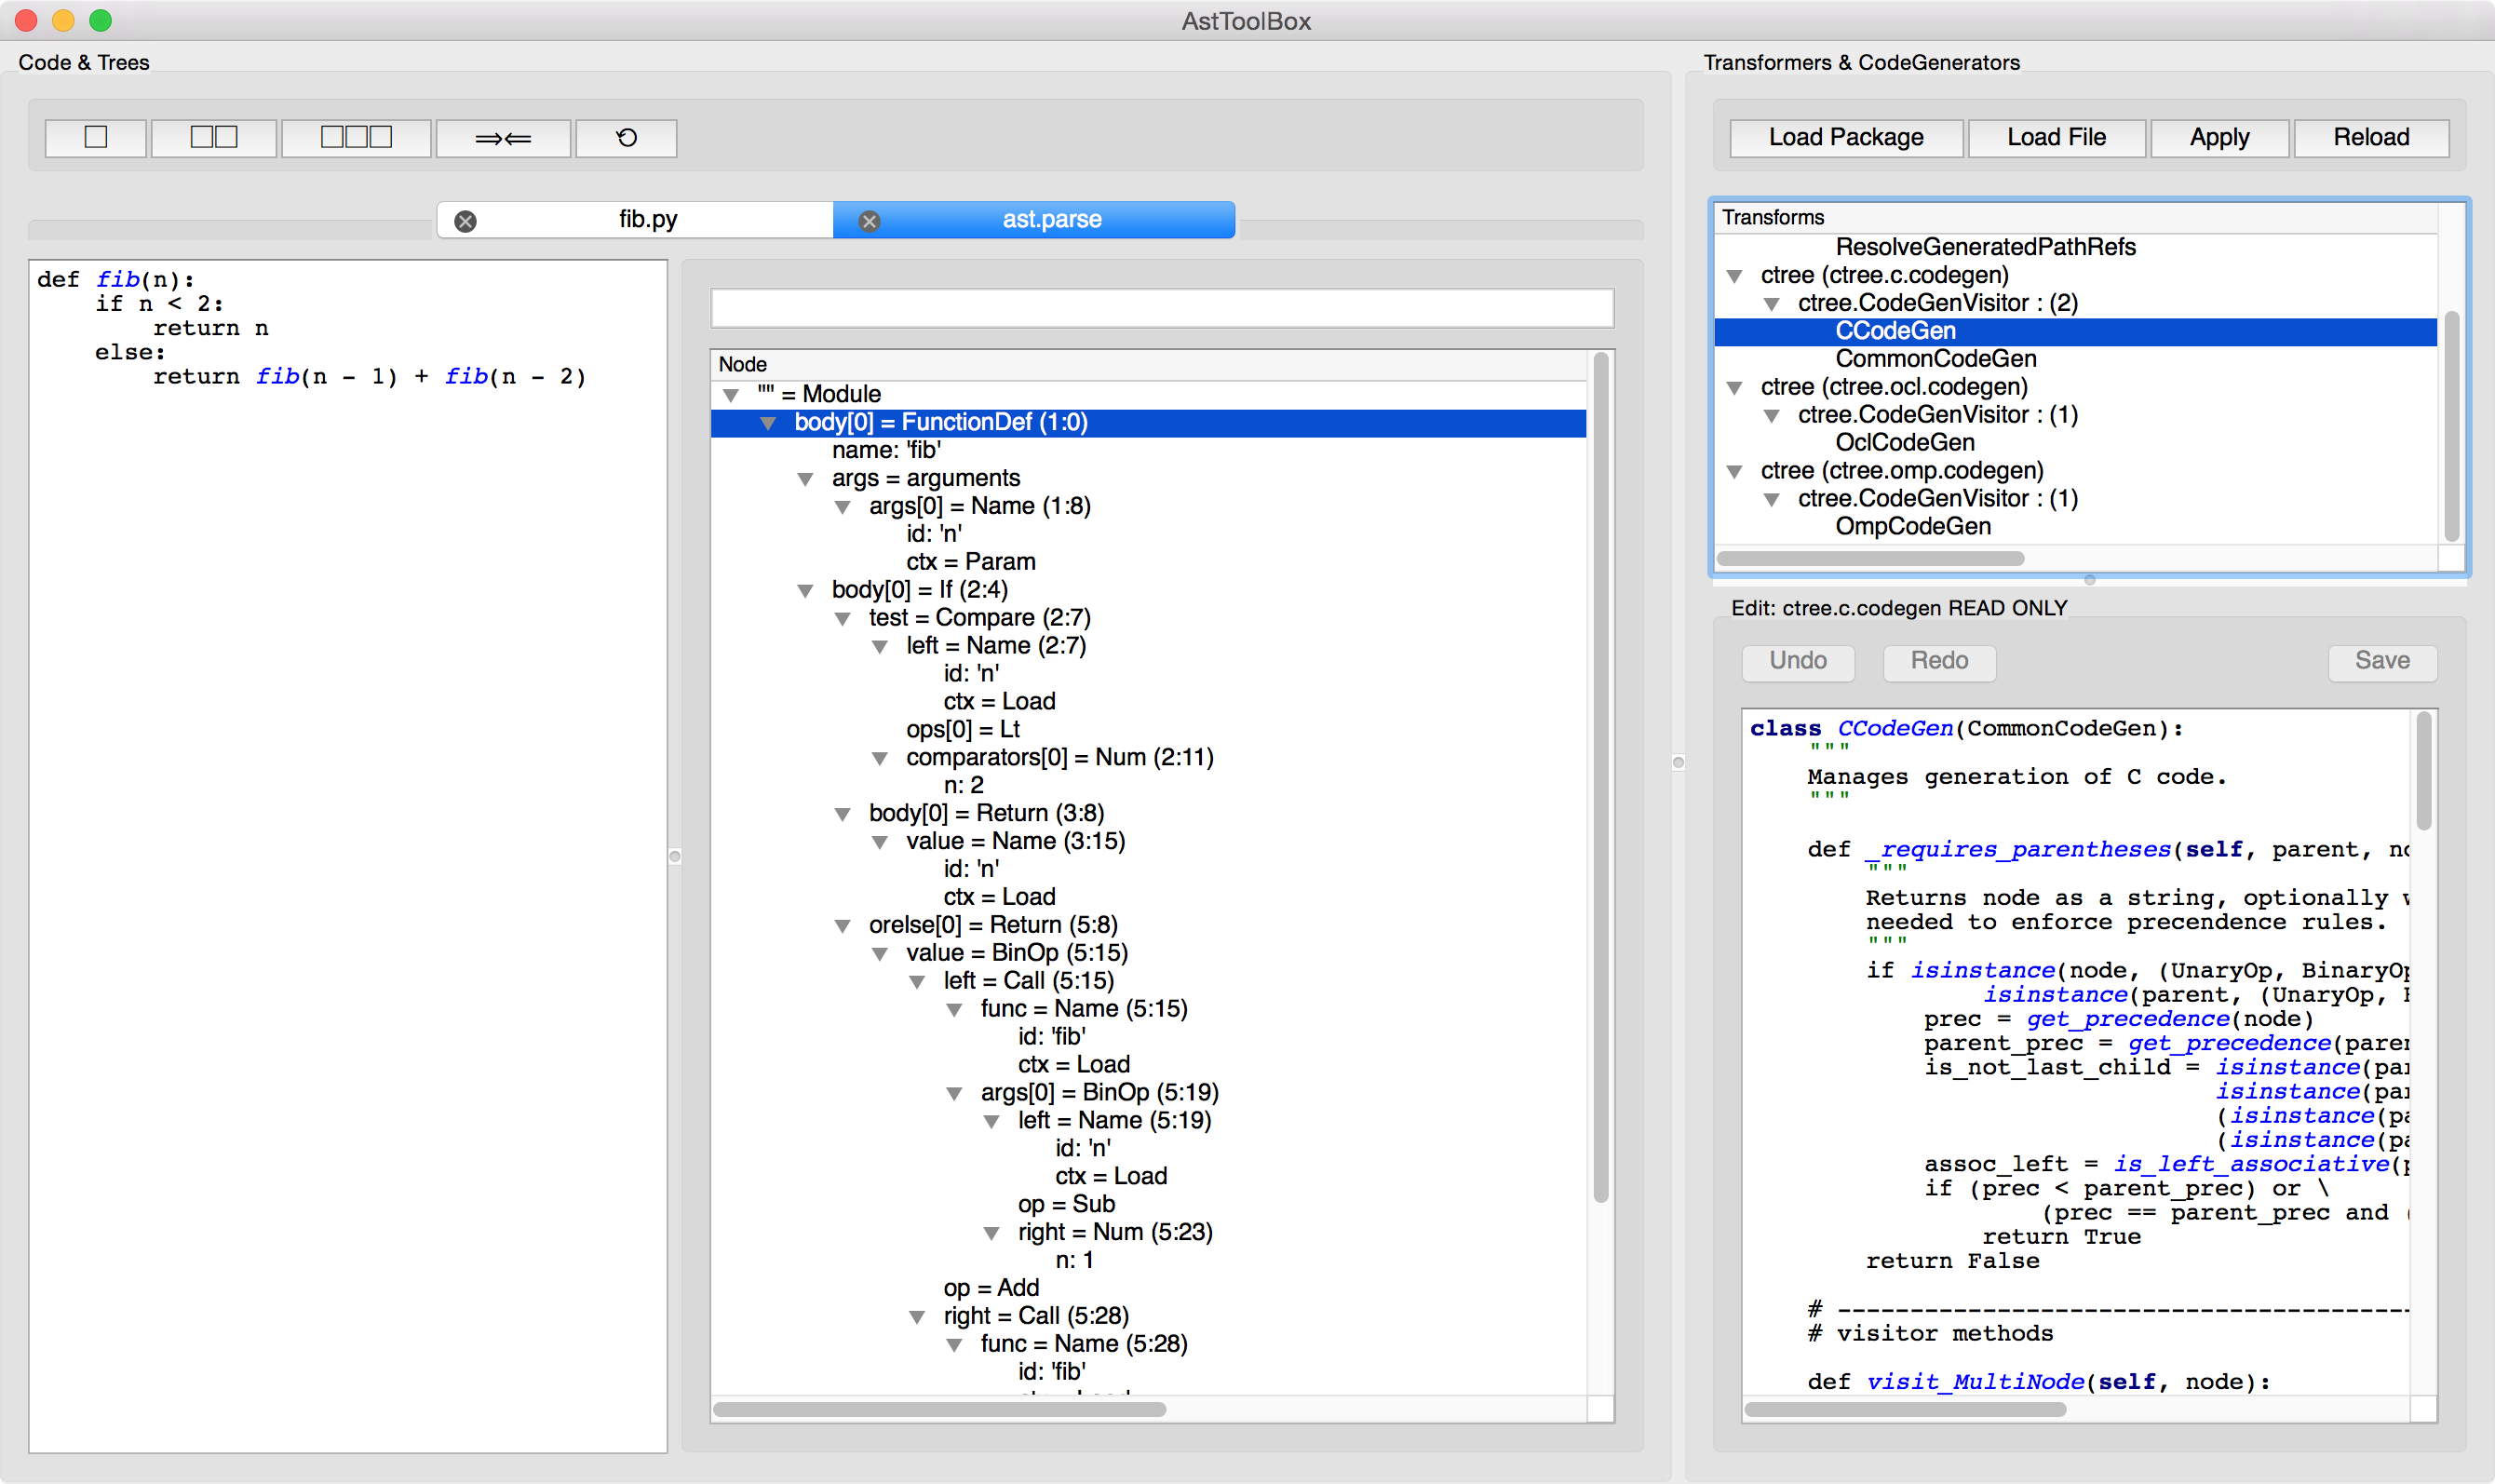 AstToolBox
Code & Trees
fib.py
ast.parse
def fib(n):
    if n < 2:
        return n
    else:
        return fib(n - 1) + fib(n - 2)
Node
"" = Module
body[0] = FunctionDef (1:0)
name: 'fib'
args = arguments
args[0] = Name (1:8)
id: 'n'
ctx = Param
body[0] = If (2:4)
test = Compare (2:7)
left = Name (2:7)
id: 'n'
ctx = Load
ops[0] = Lt
comparators[0] = Num (2:11)
n: 2
body[0] = Return (3:8)
value = Name (3:15)
id: 'n'
ctx = Load
orelse[0] = Return (5:8)
value = BinOp (5:15)
left = Call (5:15)
func = Name (5:15)
id: 'fib'
ctx = Load
args[0] = BinOp (5:19)
left = Name (5:19)
id: 'n'
ctx = Load
op = Sub
right = Num (5:23)
n: 1
op = Add
right = Call (5:28)
func = Name (5:28)
id: 'fib'
Transformers & CodeGenerators
Load Package Load File Apply Reload
Transforms
ResolveGeneratedPathRefs
ctree (ctree.c.codegen)
ctree.CodeGenVisitor : (2)
CCodeGen
CommonCodeGen
ctree (ctree.ocl.codegen)
ctree.CodeGenVisitor : (1)
OclCodeGen
ctree (ctree.omp.codegen)
ctree.CodeGenVisitor : (1)
OmpCodeGen
Edit: ctree.c.codegen READ ONLY
Undo Redo Save
class CCodeGen(CommonCodeGen):
    """
    Manages generation of C code.
    """
    def _requires_parentheses(self, parent,
        """
        Returns node as a string, optionally
        needed to enforce precendence rules.
        """
        if isinstance(node, (UnaryOp, BinaryOp
                isinstance(parent, (UnaryOp,
            prec = get_precedence(node)
            parent_prec = get_precedence(paren
            is_not_last_child = isinstance(pa
                                isinstance(pa
                                (isinstance(pa
                                (isinstance(pa
            assoc_left = is_left_associative(p
            if (prec < parent_prec) or \
                    (prec == parent_prec and (
                return True
        return False
    # ----------------------------------------
    # visitor methods
    def visit_MultiNode(self, node):